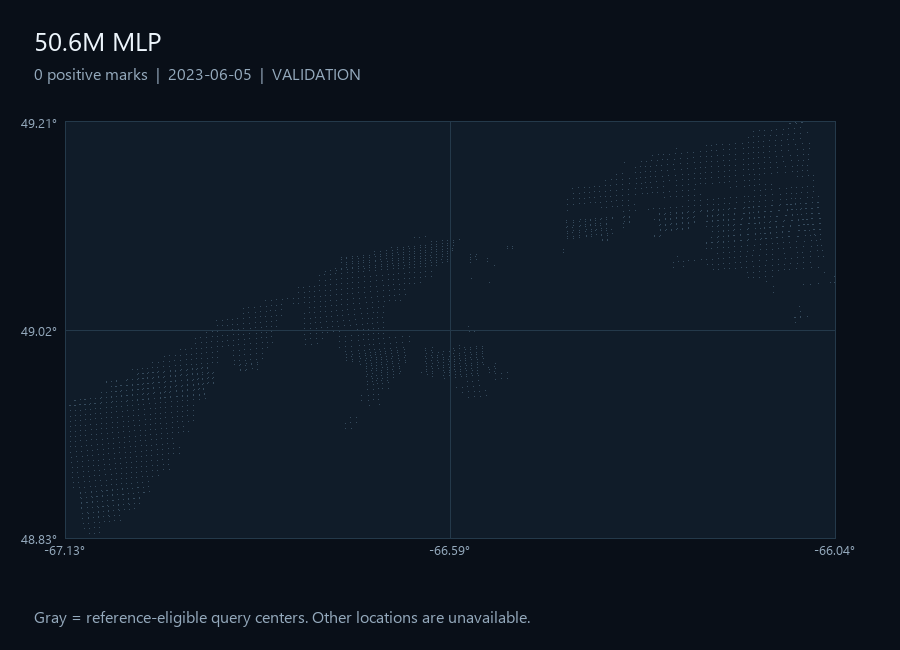 50.6M MLP
0 positive marks | 2023-06-05 | VALIDATION
49.21°
49.02°
48.83°
-67.13°
-66.59°
-66.04°
Gray = reference-eligible query centers. Other locations are unavailable.